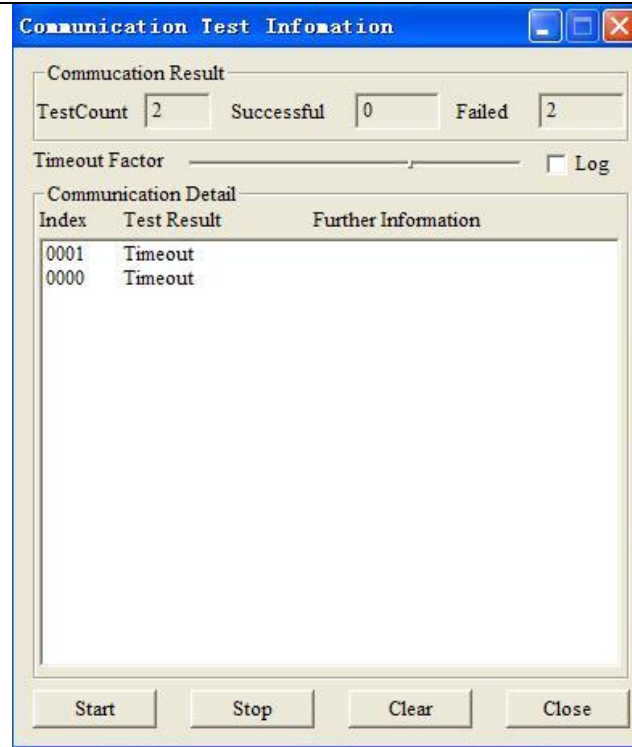 Communication Test Infomation
Commucation Result
TestCount 2 Successful 0 Failed 2
Timeout Factor Log
Communication Detail
Index Test Result Further Information
0001 Timeout
0000 Timeout
Start Stop Clear Close